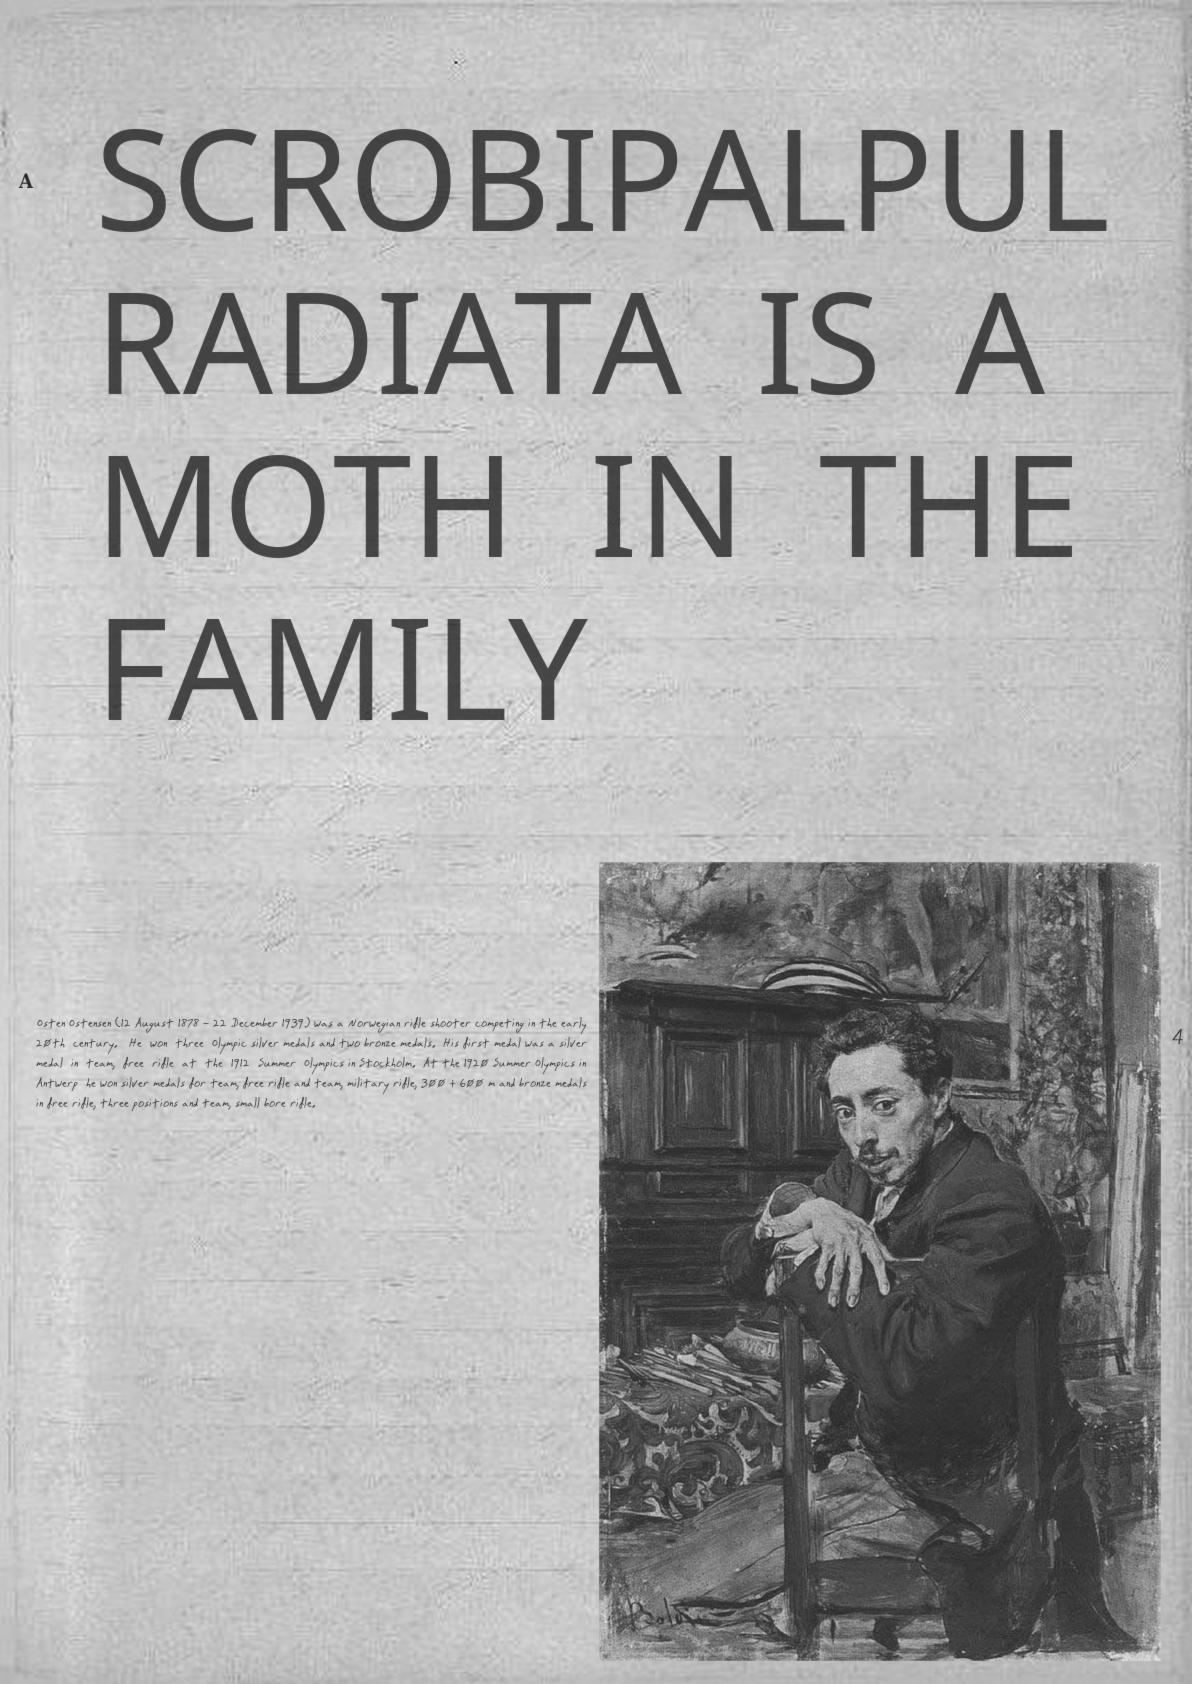 A
SCROBIPALPUL
RADIATA IS A
MOTH IN THE
FAMILY
Osten Ostensen (12 August 1878 – 22 December 1939) was a Norwegian rifle shooter competing in the early
20th century. He won three Olympic silver medals and two bronze medals. His first medal was a silver
medal in team, free rifle at the 1912 Summer Olympics in Stockholm. At the 1920 Summer Olympics in
Antwerp he won silver medals for team, free rifle and team, military rifle, 300 + 600 m and bronze medals
in free rifle, three positions and team, small bore rifle.
4
Boldini